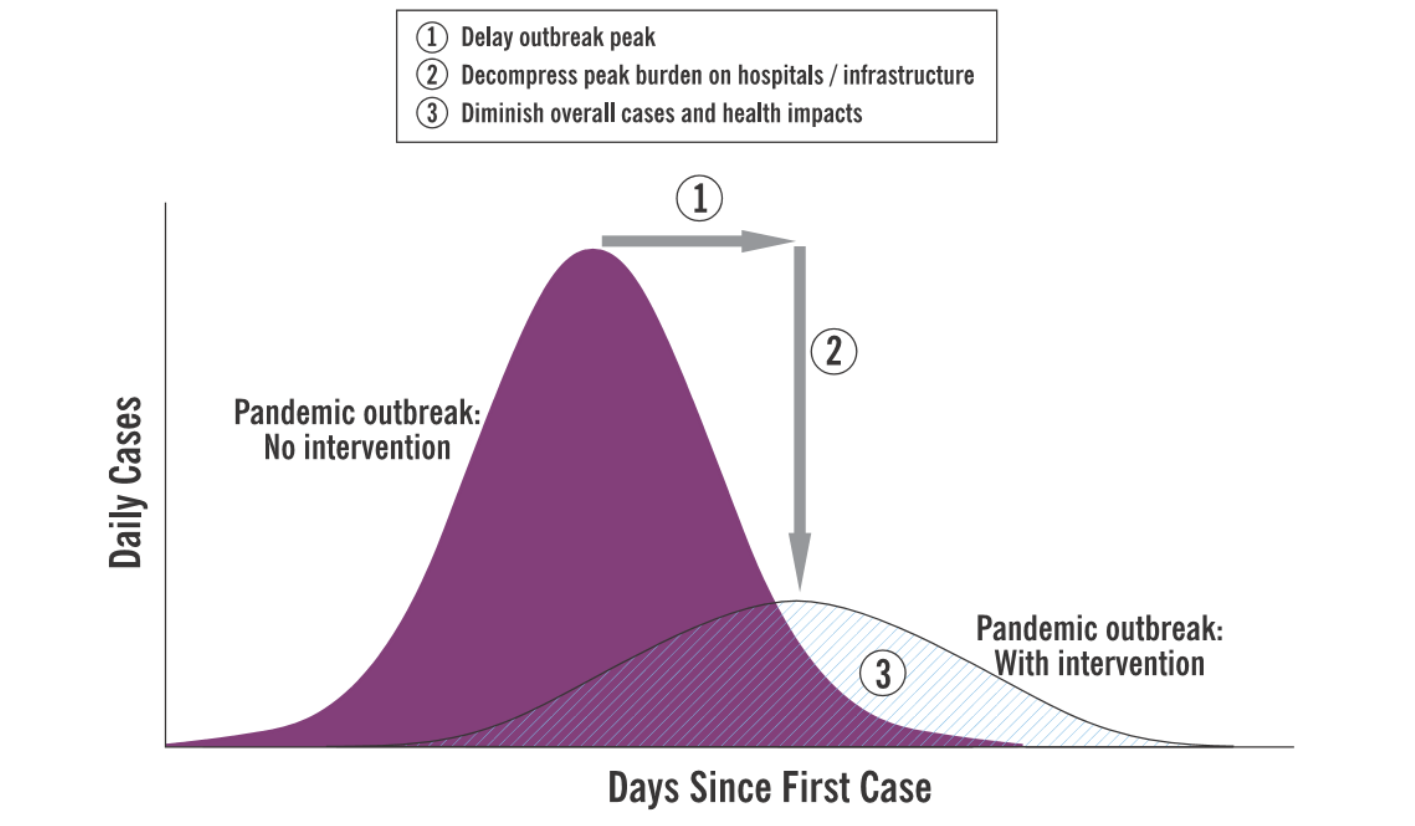 ① Delay outbreak peak
② Decompress peak burden on hospitals / infrastructure
③ Diminish overall cases and health impacts
①
②
Pandemic outbreak:
No intervention
Daily Cases
Pandemic outbreak:
With intervention
③
Days Since First Case